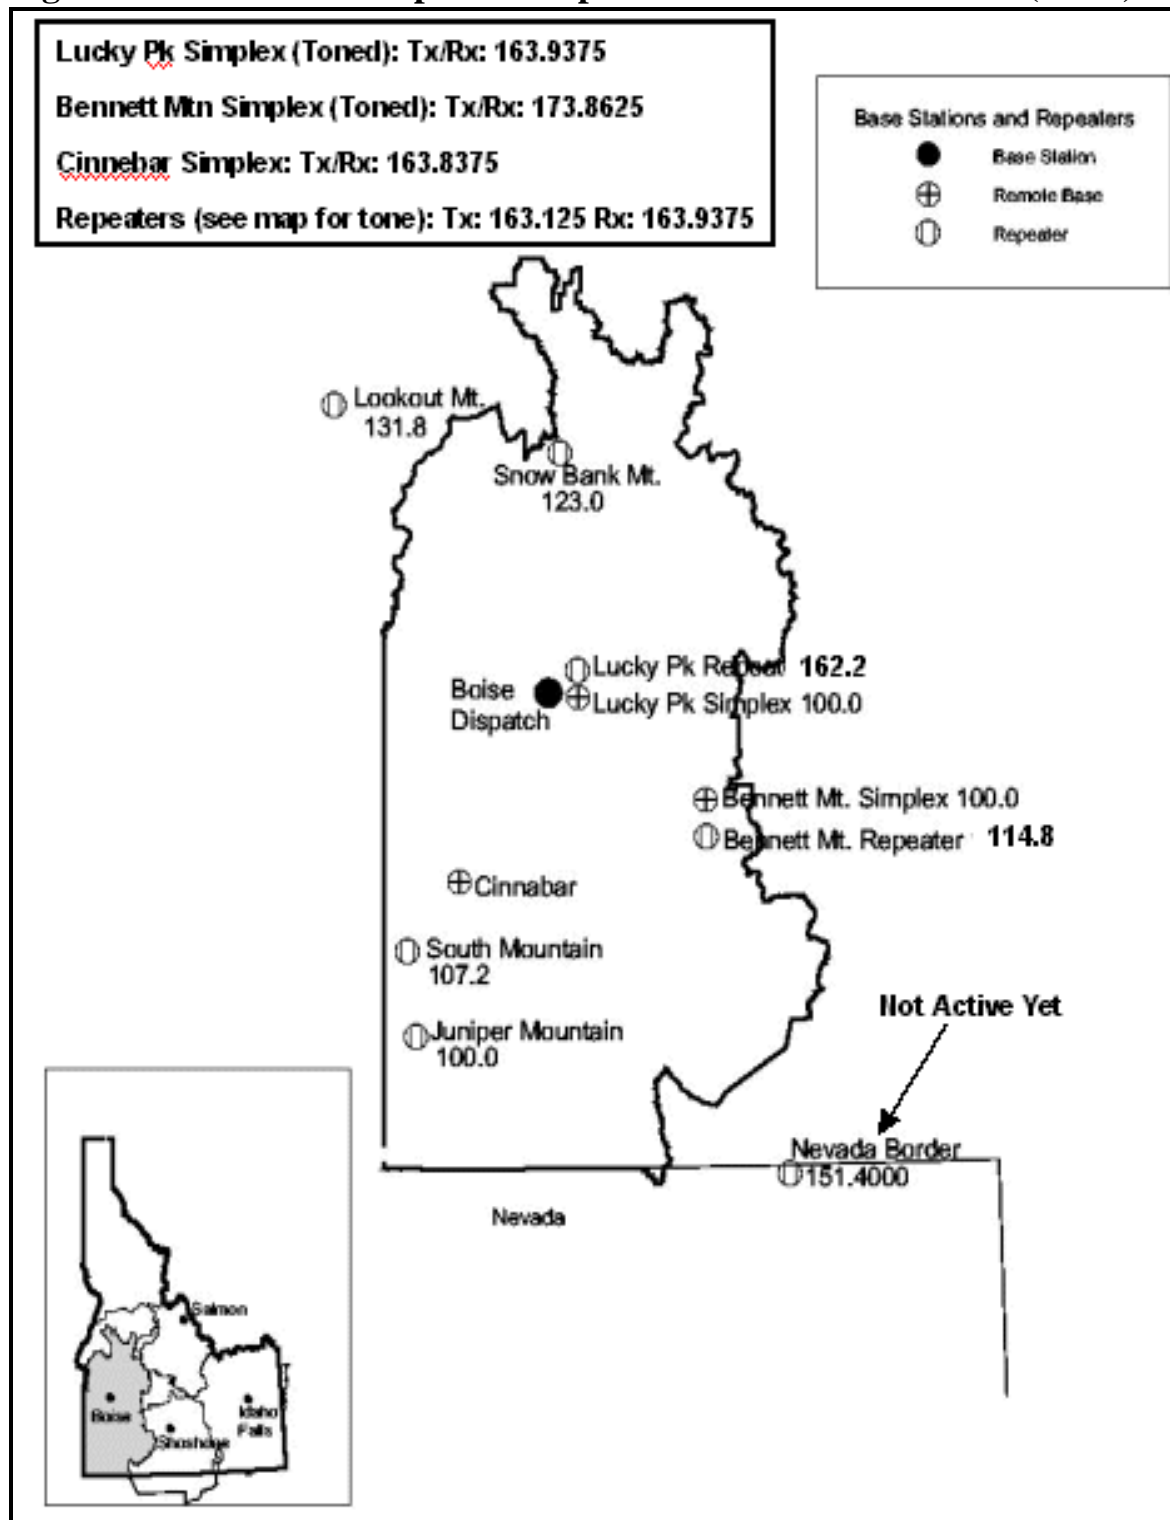 Lucky Pk Simplex (Toned): Tx/Rx: 163.9375
Bennett Mtn Simplex (Toned): Tx/Rx: 173.8625
Cinnebar Simplex: Tx/Rx: 163.8375
Repeaters (see map for tone): Tx: 163.125 Rx: 163.9375
Base Stations and Repeaters
Base Station
Remote Base
Repeater
Lookout Mt.
131.8
Snow Bank Mt.
123.0
Lucky Pk Repeat 162.2
Boise
Dispatch
Lucky Pk Simplex 100.0
Bennett Mt. Simplex 100.0
Bennett Mt. Repeater 114.8
Cinnabar
South Mountain
107.2
Juniper Mountain
100.0
Not Active Yet
Nevada Border
151.4000
Nevada
Salmon
Boise
Idaho
Falls
Shoshone